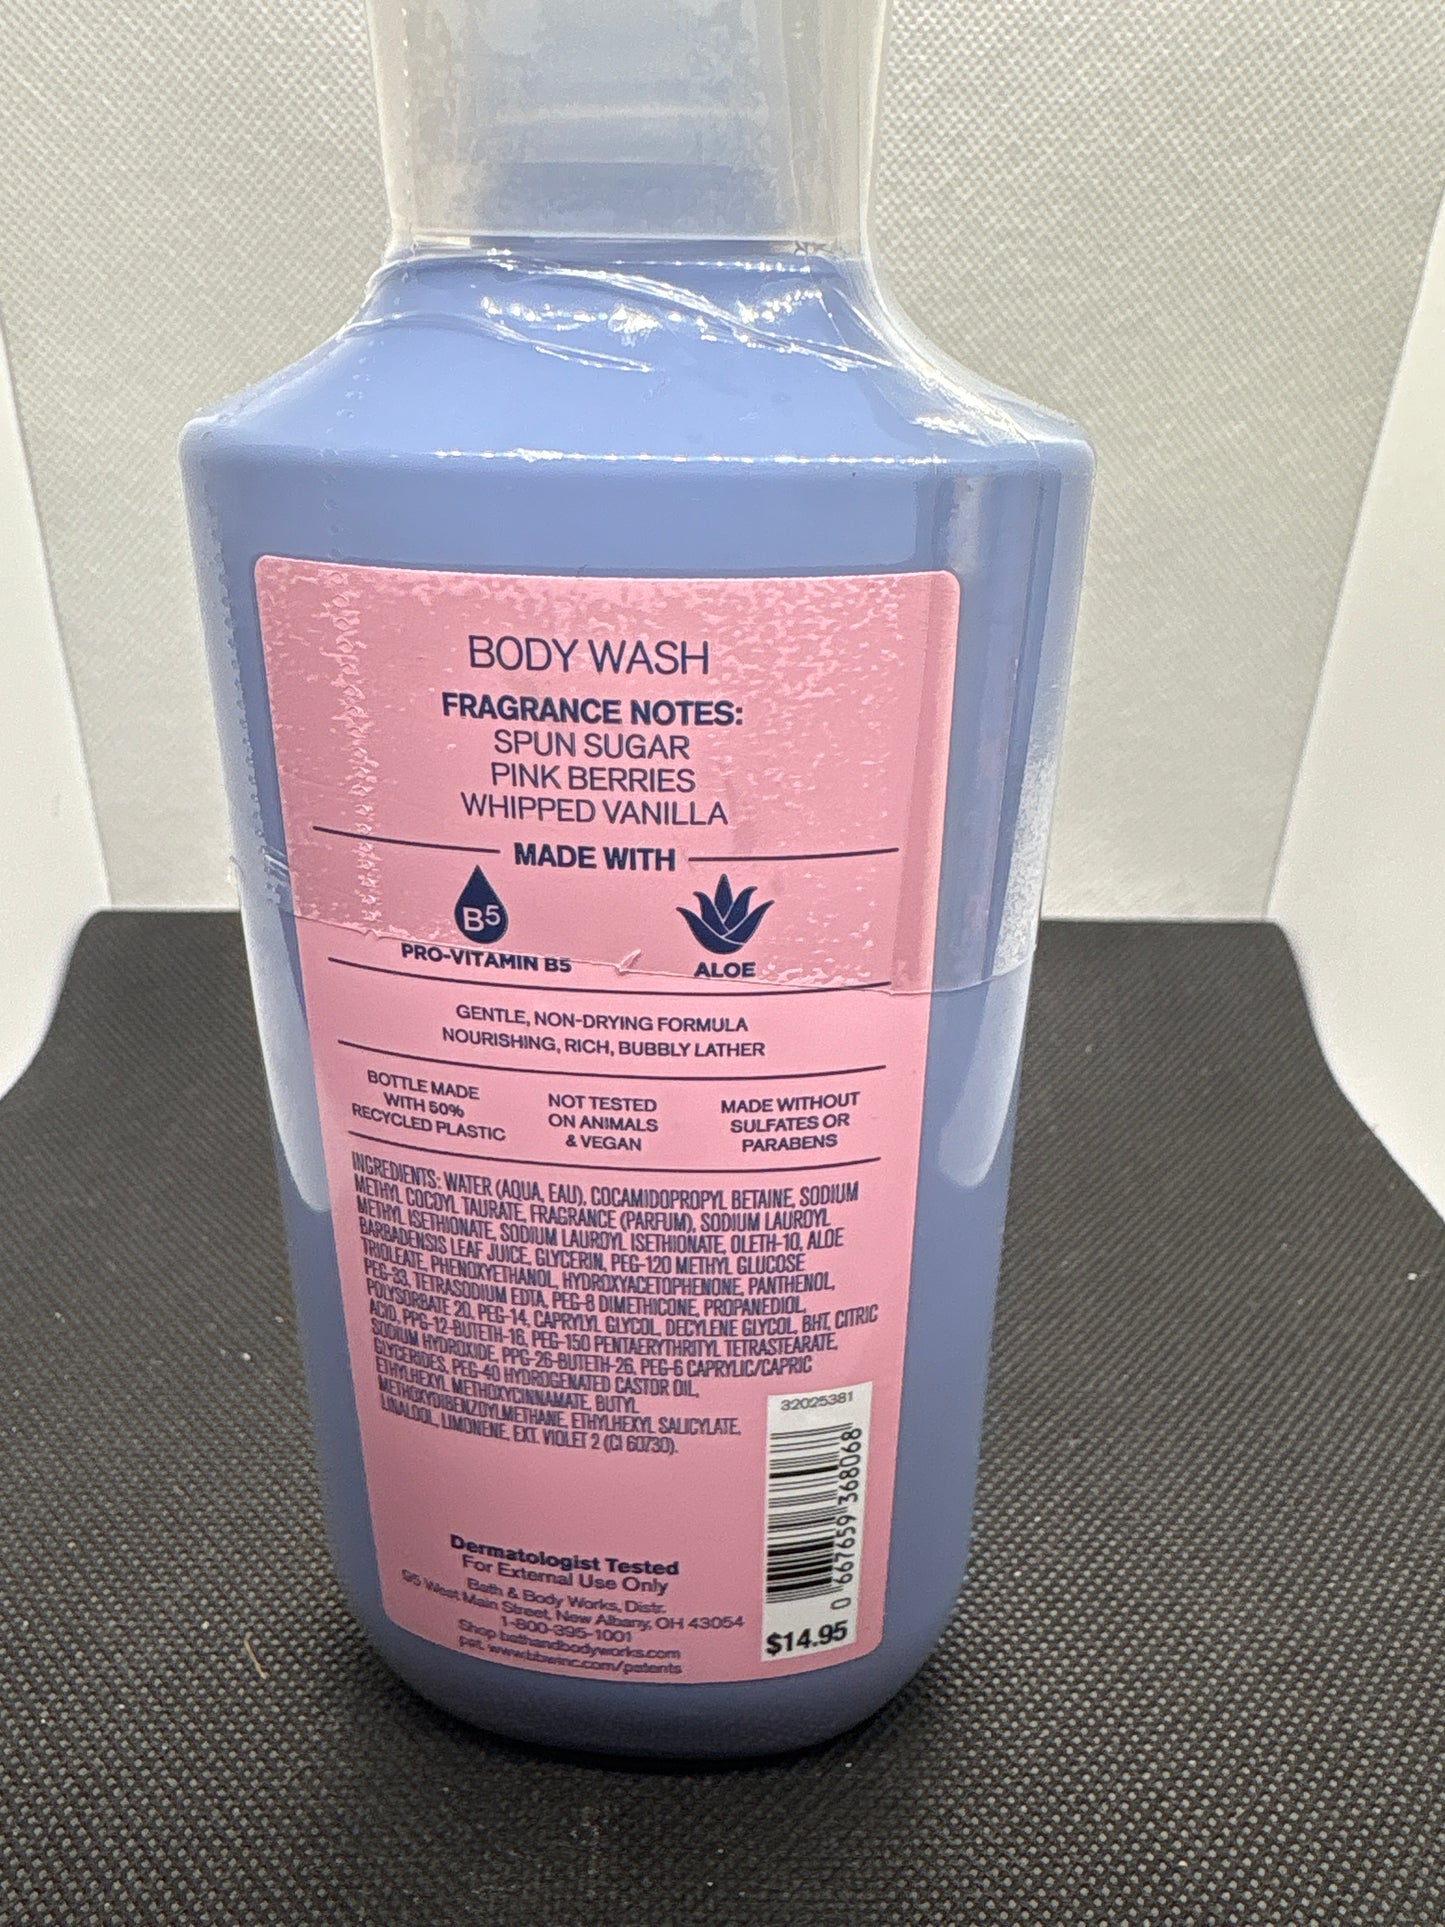 BODY WASH
FRAGRANCE NOTES:
SPUN SUGAR
PINK BERRIES
WHIPPED VANILLA
MADE WITH
B5
PRO-VITAMIN B5
ALOE
GENTLE, NON-DRYING FORMULA
NOURISHING, RICH, BUBBLY LATHER
BOTTLE MADE
WITH 50%
RECYCLED PLASTIC
NOT TESTED
ON ANIMALS
& VEGAN
MADE WITHOUT
SULFATES OR
PARABENS
INGREDIENTS: WATER (AQUA, EAU), COCAMIDOPROPYL BETAINE, SODIUM
METHYL COCOYL TAURATE, FRAGRANCE (PARFUM), SODIUM LAUROYL
METHYL ISETHIONATE, SODIUM LAUROYL ISETHIONATE, OLETH-10, ALOE
BARBADENSIS LEAF JUICE, GLYCERIN, PEG-120 METHYL GLUCOSE
TRIOLEATE, PHENOXYETHANOL, HYDROXYACETOPHENONE, PANTHENOL,
PEG-33, TETRASODIUM EDTA, PEG-8 DIMETHICONE, PROPANEDIOL,
POLYSORBATE 20, PEG-14, CAPRYLYL GLYCOL, DECYLENE GLYCOL, BHT, CITRIC
ACID, PPG-12-BUTETH-16, PEG-150 PENTAERYTHRITYL TETRASTEARATE,
SODIUM HYDROXIDE, PPG-26-BUTETH-26, PEG-6 CAPRYLIC/CAPRIC
GLYCERIDES, PEG-40 HYDROGENATED CASTOR OIL,
ETHYLHEXYL METHOXYCINNAMATE, BUTYL
METHOXYDIBENZOYLMETHANE, ETHYLHEXYL SALICYLATE,
LINALOOL, LIMONENE, EXT. VIOLET 2 (CI 60730).
32025381
0 667659 368068
$14.95
Dermatologist Tested
For External Use Only
Bath & Body Works, Distr.
95 West Main Street, New Albany, OH 43054
1-800-395-1001
Shop bathandbodyworks.com
pat. www.bbwinc.com/patents